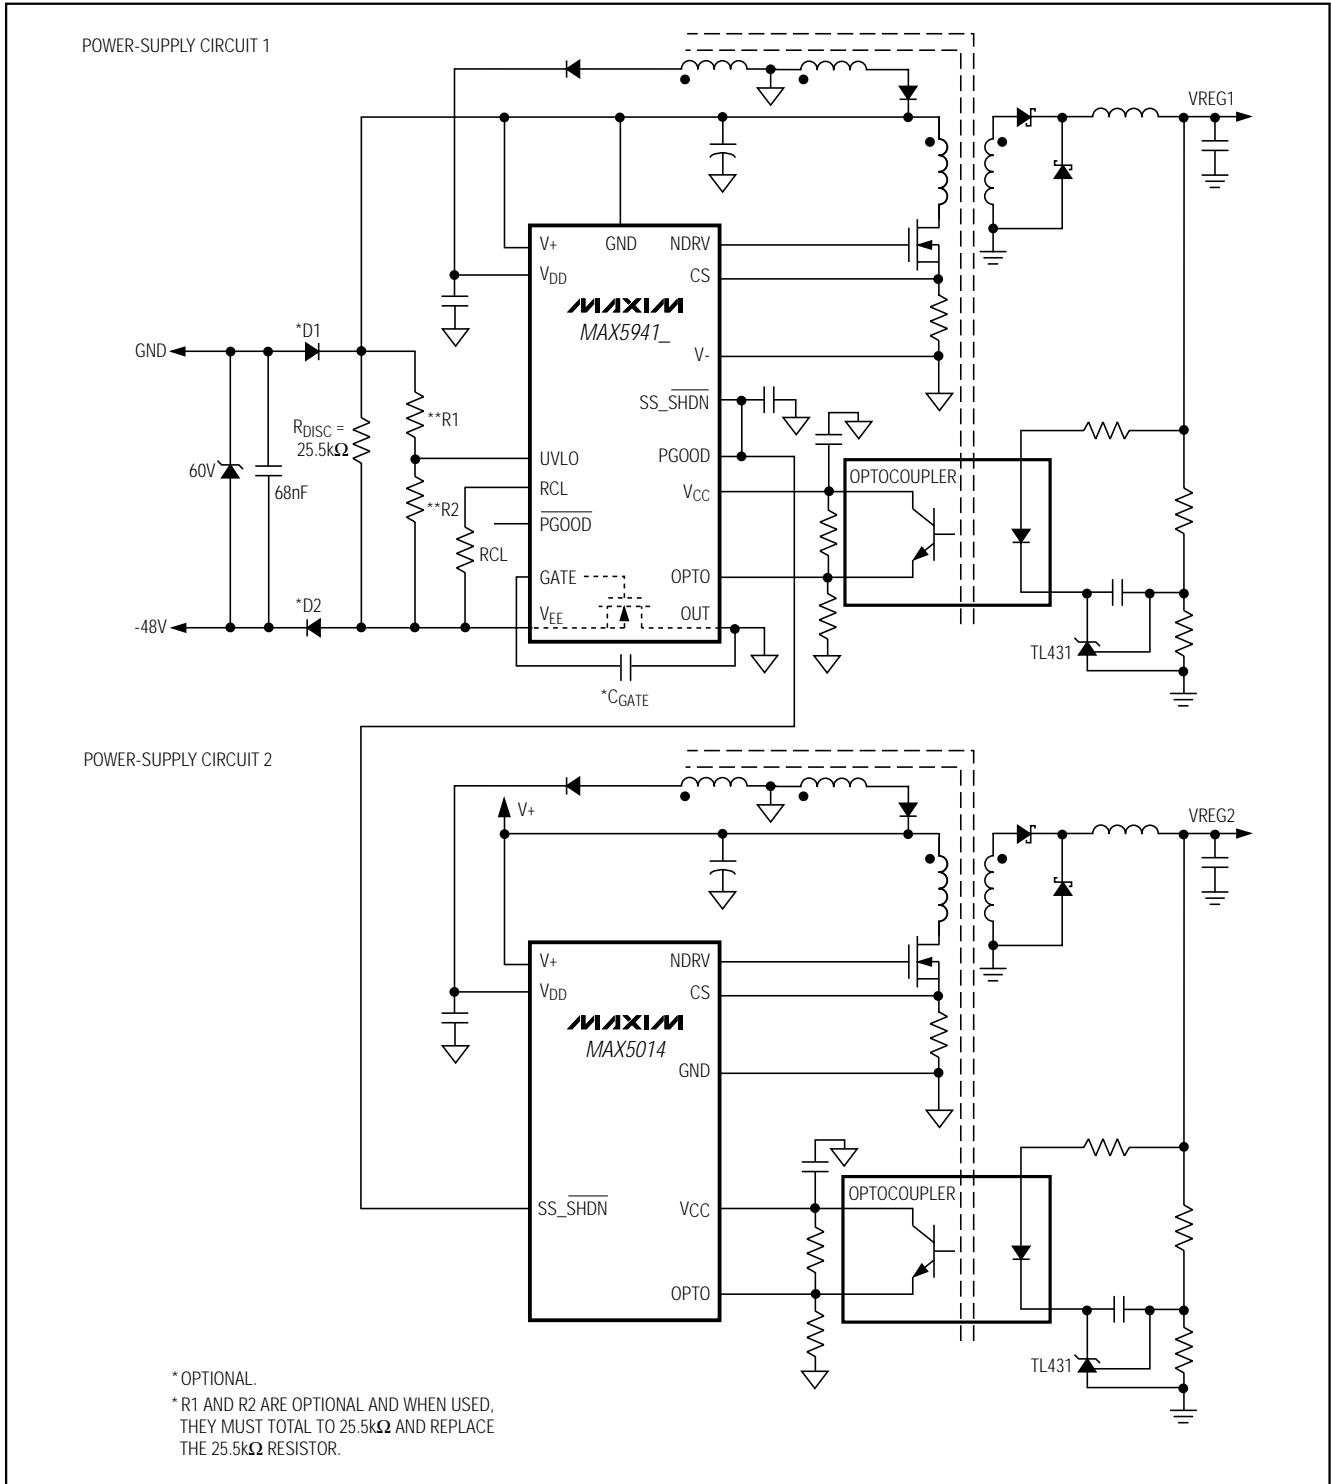 POWER-SUPPLY CIRCUIT 1
VREG1
V+
GND
NDRV
VDD
CS
MAXIM
MAX5941_
*D1
GND
V-
SS_SHDN
**R1
RDISC =
25.5kΩ
PGOOD
UVLO
OPTOCOUPLER
60V
68nF
RCL
VCC
**R2
PGOOD
RCL
GATE
OPTO
*D2
VEE
OUT
-48V
TL431
*CGATE
POWER-SUPPLY CIRCUIT 2
V+
VREG2
V+
NDRV
VDD
CS
MAXIM
MAX5014
GND
OPTOCOUPLER
SS_SHDN
VCC
OPTO
TL431
* OPTIONAL.
* R1 AND R2 ARE OPTIONAL AND WHEN USED,
THEY MUST TOTAL TO 25.5kΩ AND REPLACE
THE 25.5kΩ RESISTOR.